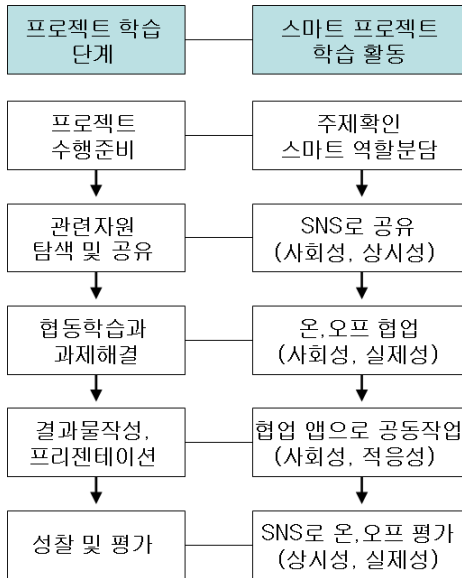 프로젝트 학습
단계
스마트 프로젝트
학습 활동
프로젝트
수행준비
주제확인
스마트 역할분담
관련자원
탐색 및 공유
SNS로 공유
(사회성, 상시성)
협동학습과
과제해결
온,오프 협업
(사회성, 실제성)
결과물작성,
프리젠테이션
협업 앱으로 공동작업
(사회성, 적응성)
성찰 및 평가
SNS로 온,오프 평가
(상시성, 실제성)